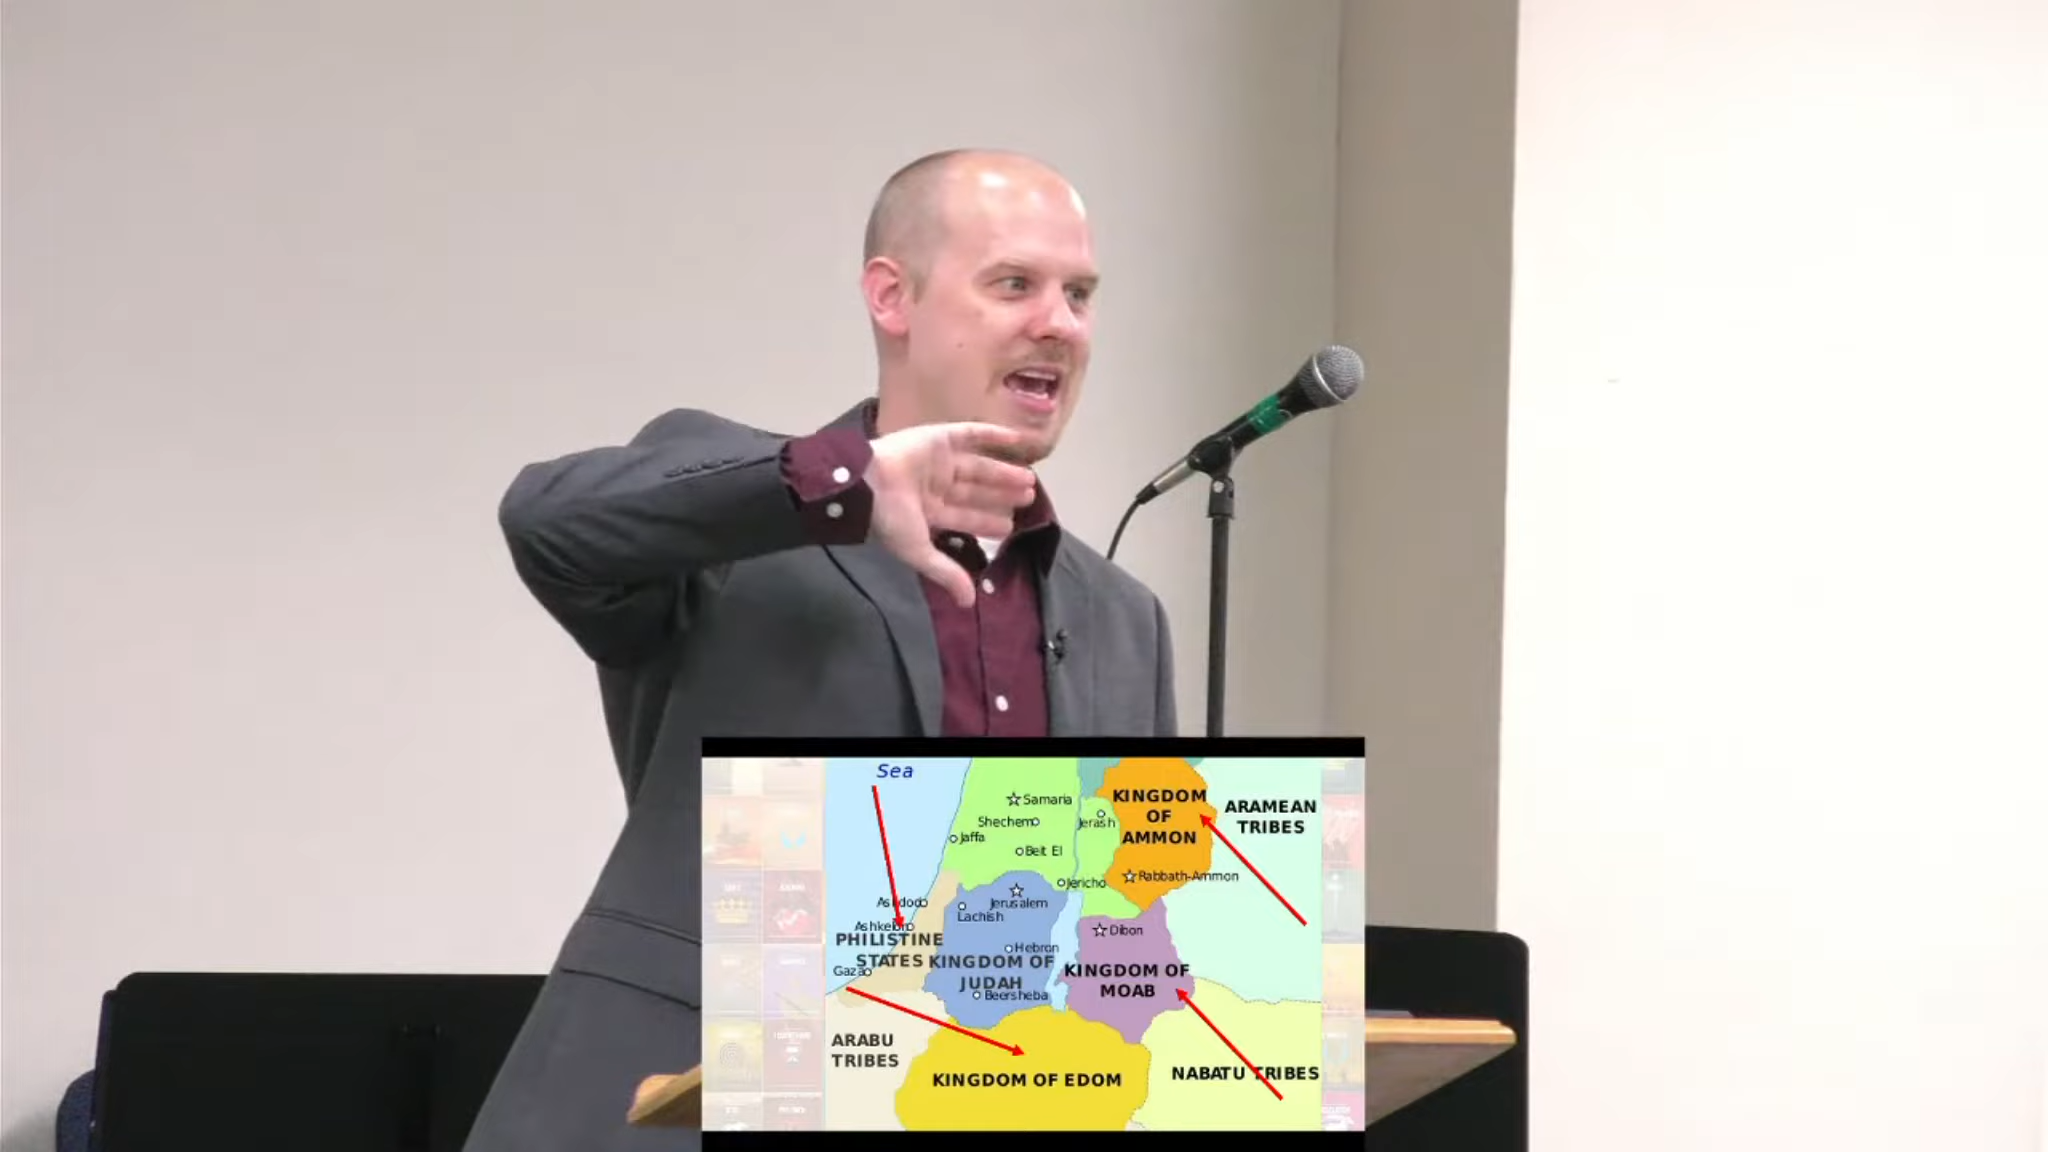 Sea
Samaria
Shechem
Jaffa
Beit El
Jerash
KINGDOM
OF
AMMON
ARAMEAN
TRIBES
Rabbath-Ammon
Jericho
Jerusalem
Lachish
Ashdod
Ashkelon
PHILISTINE
STATES
Gaza
Hebron
KINGDOM OF
JUDAH
Beersheba
Dibon
KINGDOM OF
MOAB
ARABU
TRIBES
KINGDOM OF EDOM
NABATU TRIBES